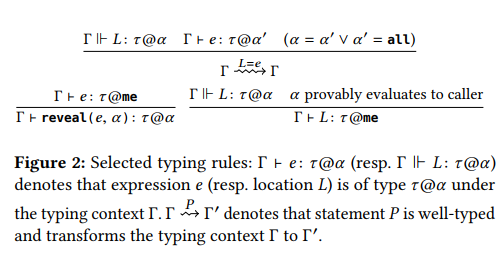 Γ ⊩ L: τ@α   Γ ⊢ e: τ@α′   (α = α′ ∨ α′ = all)
Γ ⟿[L=e] Γ
Γ ⊢ e: τ@me   Γ ⊩ L: τ@α   α provably evaluates to caller
Γ ⊢ reveal(e, α): τ@α   Γ ⊢ L: τ@me
Figure 2: Selected typing rules: Γ ⊢ e: τ@α (resp. Γ ⊩ L: τ@α)
denotes that expression e (resp. location L) is of type τ@α under
the typing context Γ. Γ ⟿[P] Γ′ denotes that statement P is well-typed
and transforms the typing context Γ to Γ′.